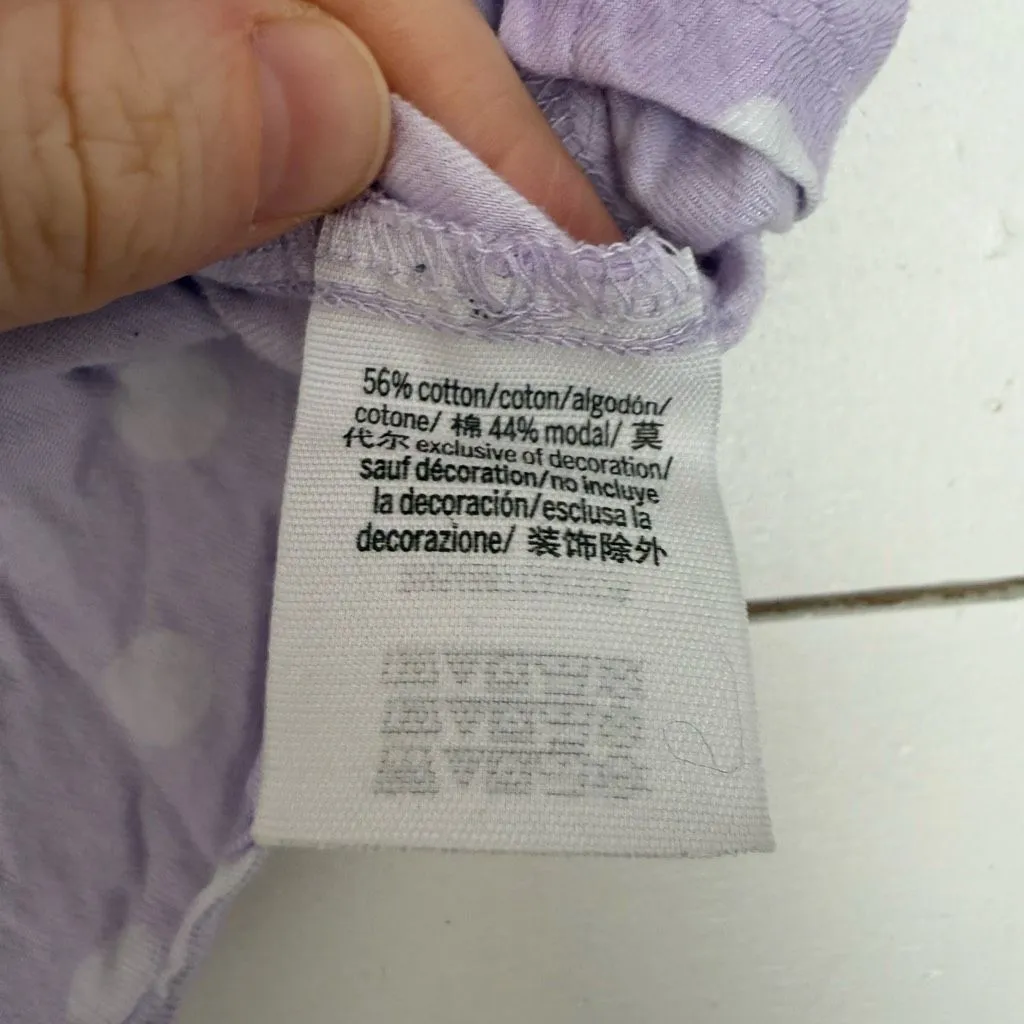 56% cotton/coton/algodón/
cotone/ 棉 44% modal/ 莫
代尔 exclusive of decoration/
sauf décoration/no incluye
la decoración/esclusa la
decorazione/ 装饰除外